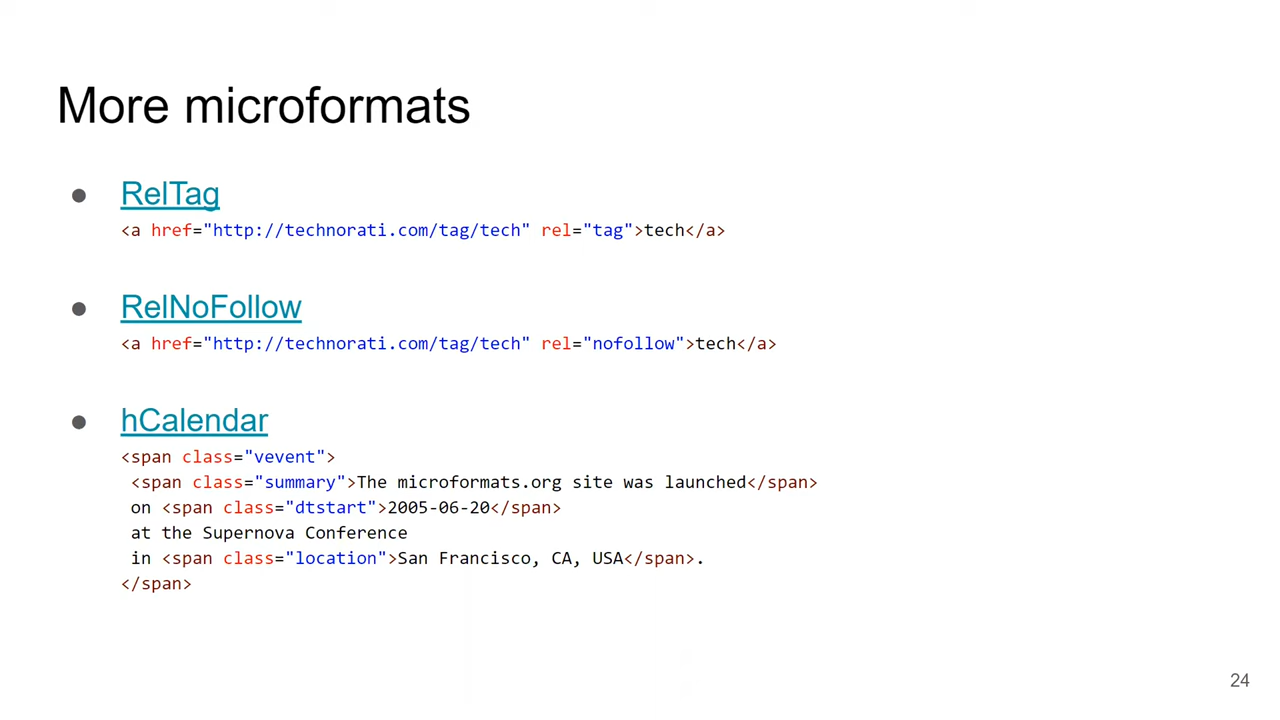 More microformats
● RelTag
<a href="http://technorati.com/tag/tech" rel="tag">tech</a>
● RelNoFollow
<a href="http://technorati.com/tag/tech" rel="nofollow">tech</a>
● hCalendar
<span class="vevent">
<span class="summary">The microformats.org site was launched</span>
on <span class="dtstart">2005-06-20</span>
at the Supernova Conference
in <span class="location">San Francisco, CA, USA</span>.
</span>
24